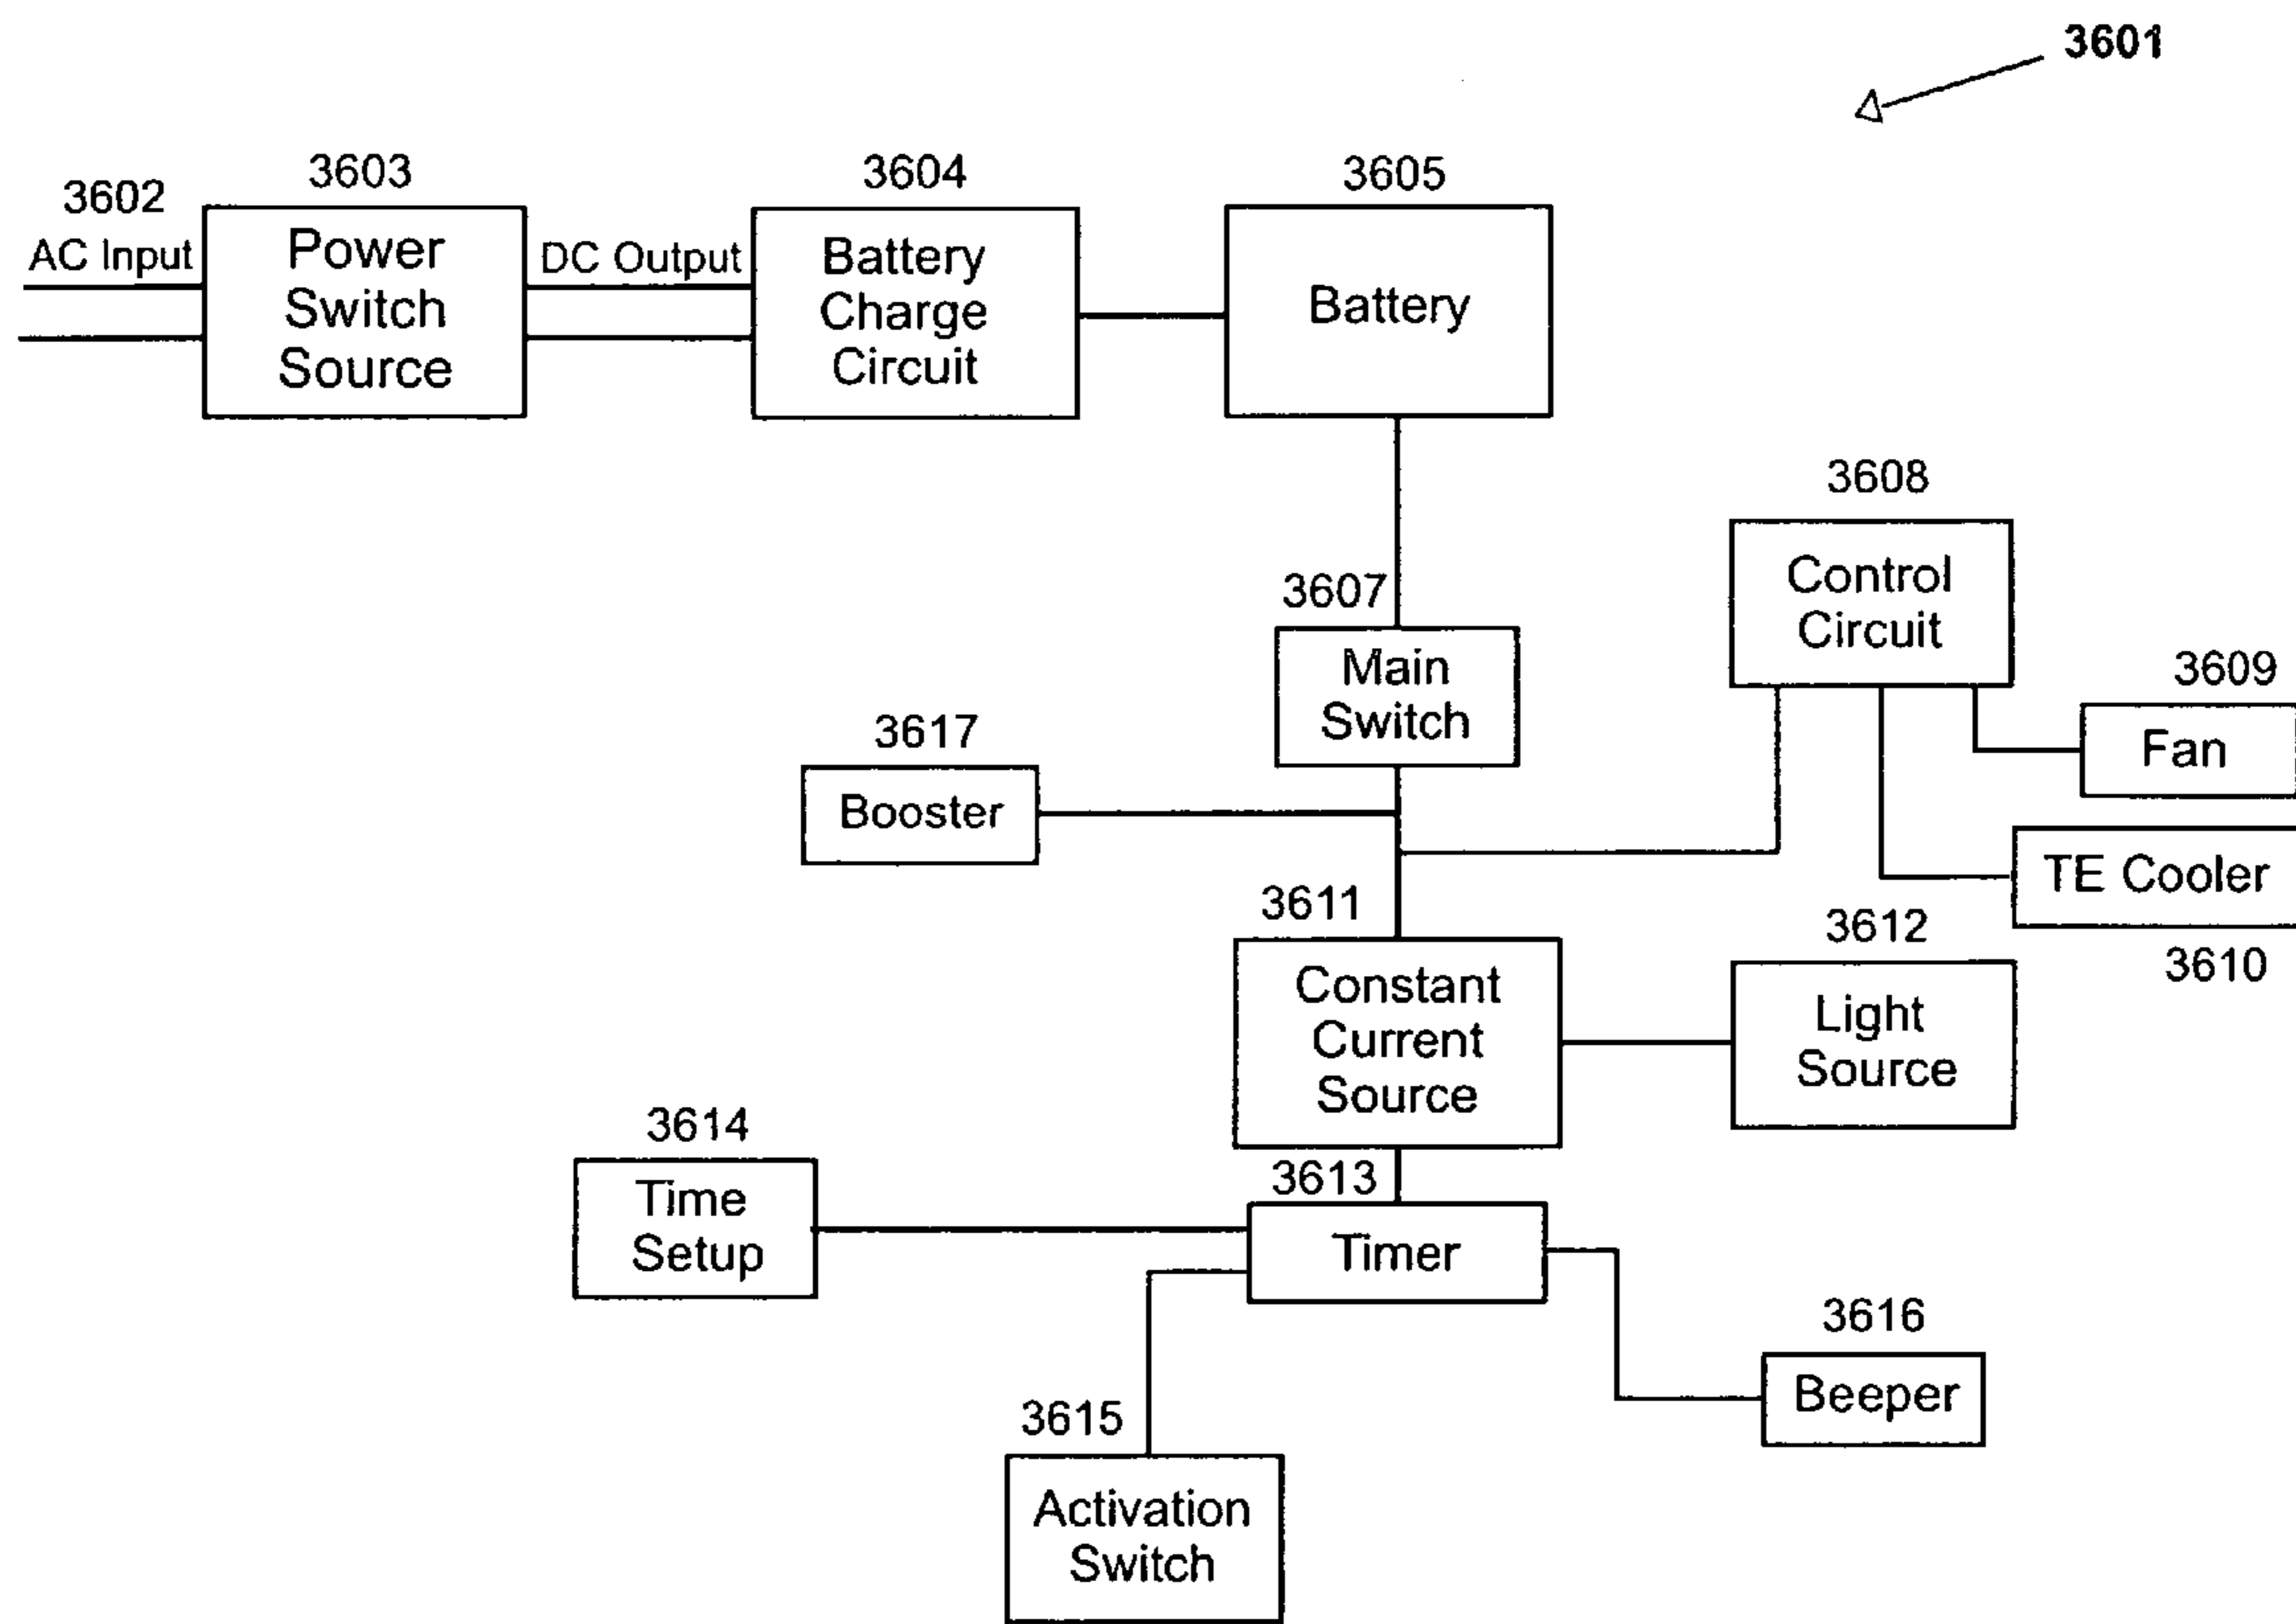 3601
3602
AC Input
3603
Power
Switch
Source
DC Output
3604
Battery
Charge
Circuit
3605
Battery
3607
Main
Switch
3608
Control
Circuit
3609
Fan
TE Cooler
3610
3617
Booster
3611
Constant
Current
Source
3612
Light
Source
3613
Timer
3614
Time
Setup
3615
Activation
Switch
3616
Beeper